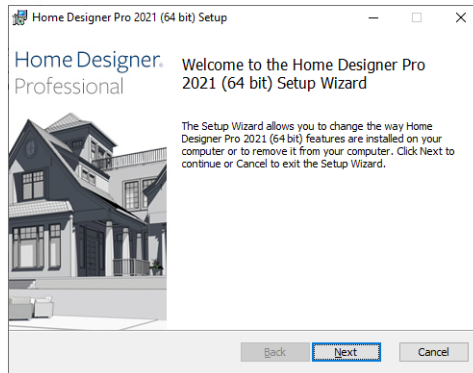 Home Designer Pro 2021 (64 bit) Setup
Home Designer.
Professional
Welcome to the Home Designer Pro
2021 (64 bit) Setup Wizard
The Setup Wizard allows you to change the way Home
Designer Pro 2021 (64 bit) features are installed on your
computer or to remove it from your computer. Click Next to
continue or Cancel to exit the Setup Wizard.
Back Next Cancel